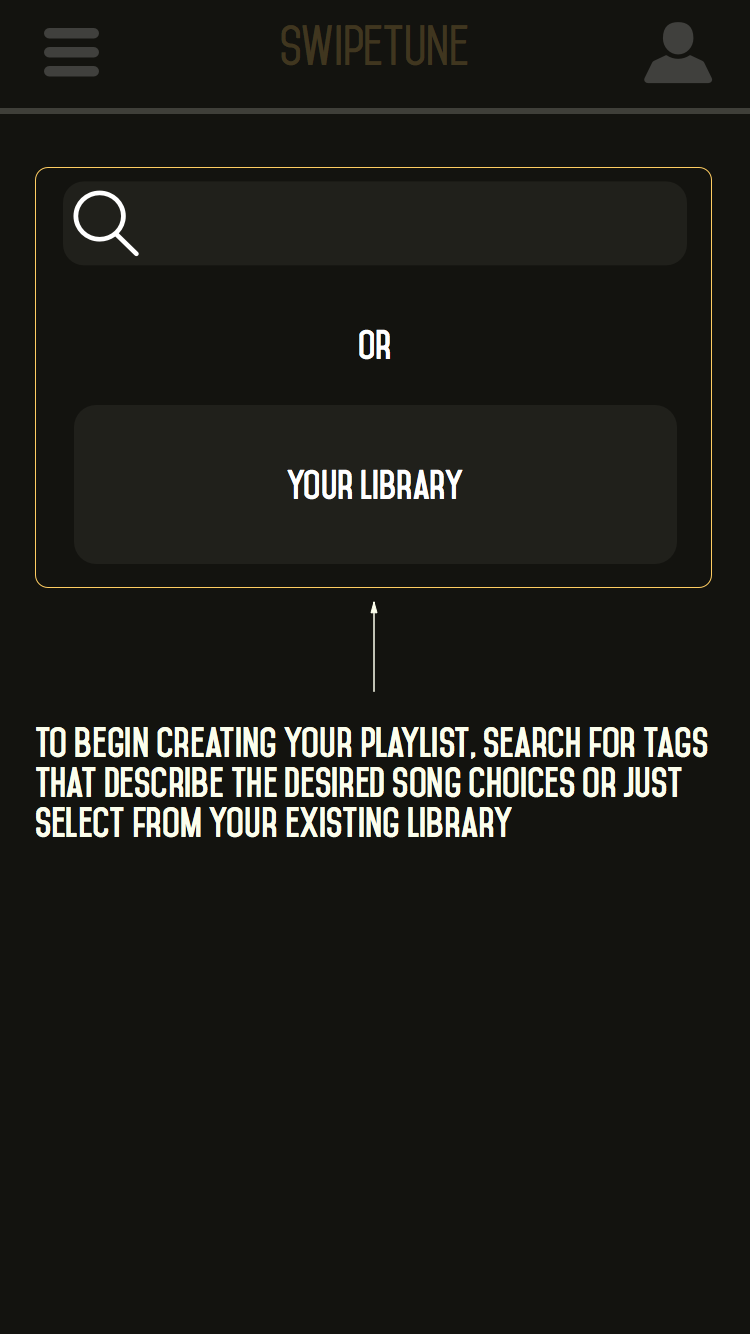 SWIPETUNE
OR
YOUR LIBRARY
TO BEGIN CREATING YOUR PLAYLIST, SEARCH FOR TAGS
THAT DESCRIBE THE DESIRED SONG CHOICES OR JUST
SELECT FROM YOUR EXISTING LIBRARY